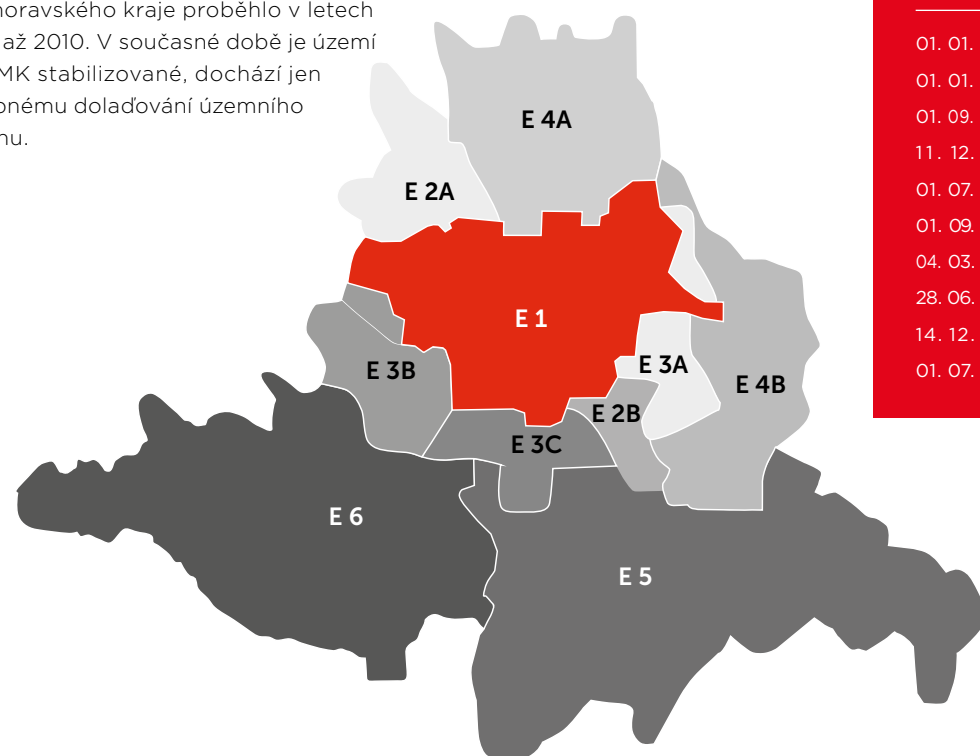 moravského kraje proběhlo v letech
až 2010. V současné době je území
MK stabilizované, dochází jen
dolaďování územního
E 4A
E 2A
E 1
E 3B
E 3A
E 4B
E 2B
E 3C
E 6
E 5
01. 01.
01. 01.
01. 09.
11. 12.
01. 07.
01. 09.
04. 03.
28. 06.
14. 12.
01. 07.